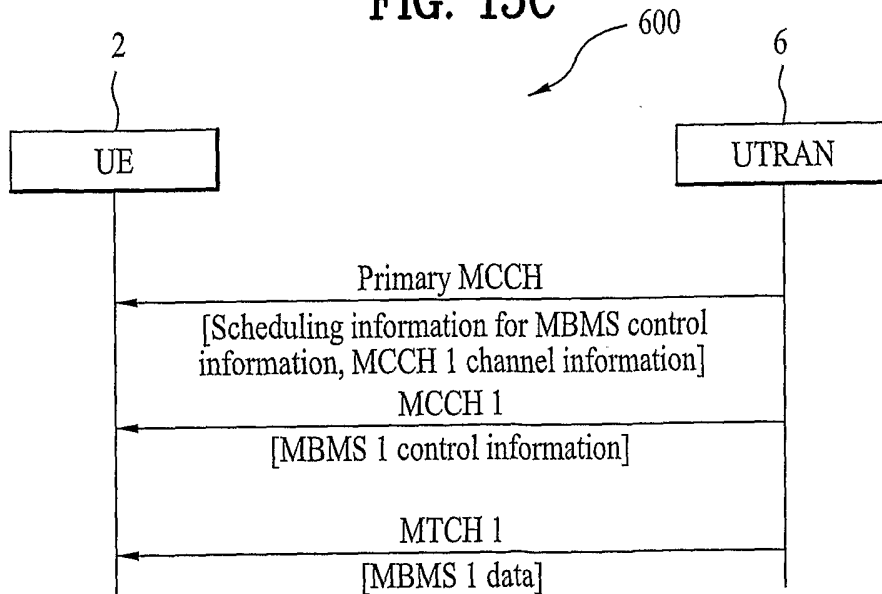 FIG. 13C
600
2
6
UE
UTRAN
Primary MCCH
[Scheduling information for MBMS control
information, MCCH 1 channel information]
MCCH 1
[MBMS 1 control information]
MTCH 1
[MBMS 1 data]